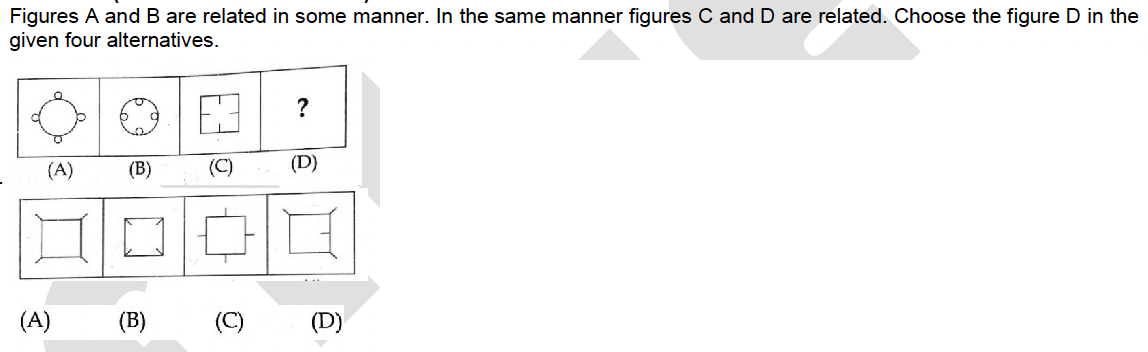 Figures A and B are related in some manner. In the same manner figures C and D are related. Choose the figure D in the
given four alternatives.
?
(A) (B) (C) (D)
(A) (B) (C) (D)